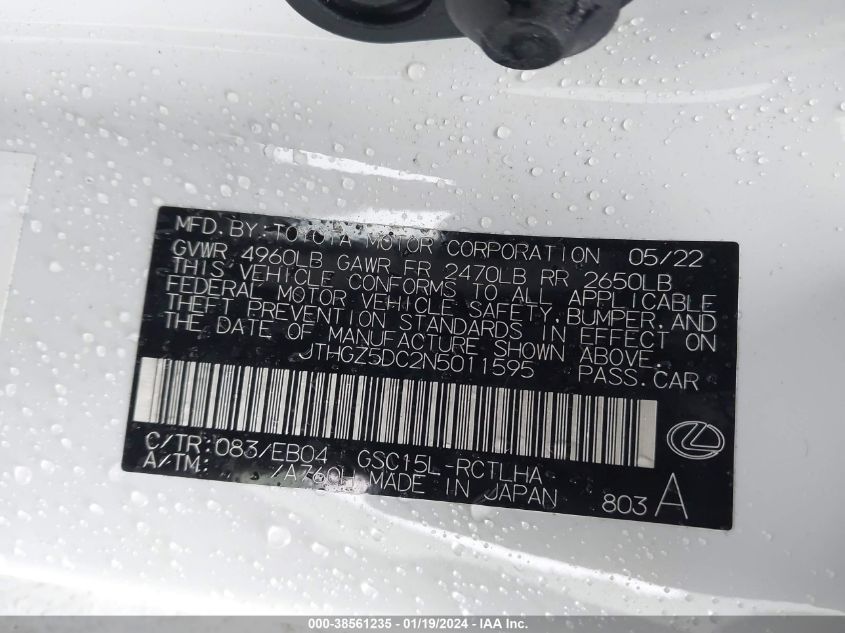 MFD. BY: TOYOTA MOTOR CORPORATION 05/22
GVWR 4960LB GAWR FR 2470LB RR 2650LB
THIS VEHICLE CONFORMS TO ALL APPLICABLE
FEDERAL MOTOR VEHICLE SAFETY, BUMPER, AND
THEFT PREVENTION STANDARDS IN EFFECT ON
THE DATE OF MANUFACTURE SHOWN ABOVE.
JTHGZ5DC2N5011595 PASS.CAR
C/TR: 083/EB04 GSC15L-RCTLHA
A/TM: /A760H MADE IN JAPAN 803 A
000-38561235 - 01/19/2024 - IAA Inc.